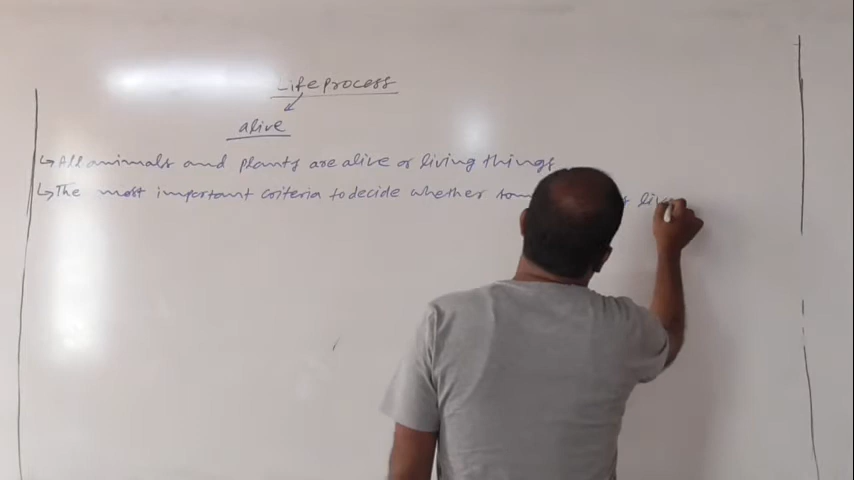 Life process
alive
↳ All animals and plants are alive or living things
↳ The most important criteria to decide whether som